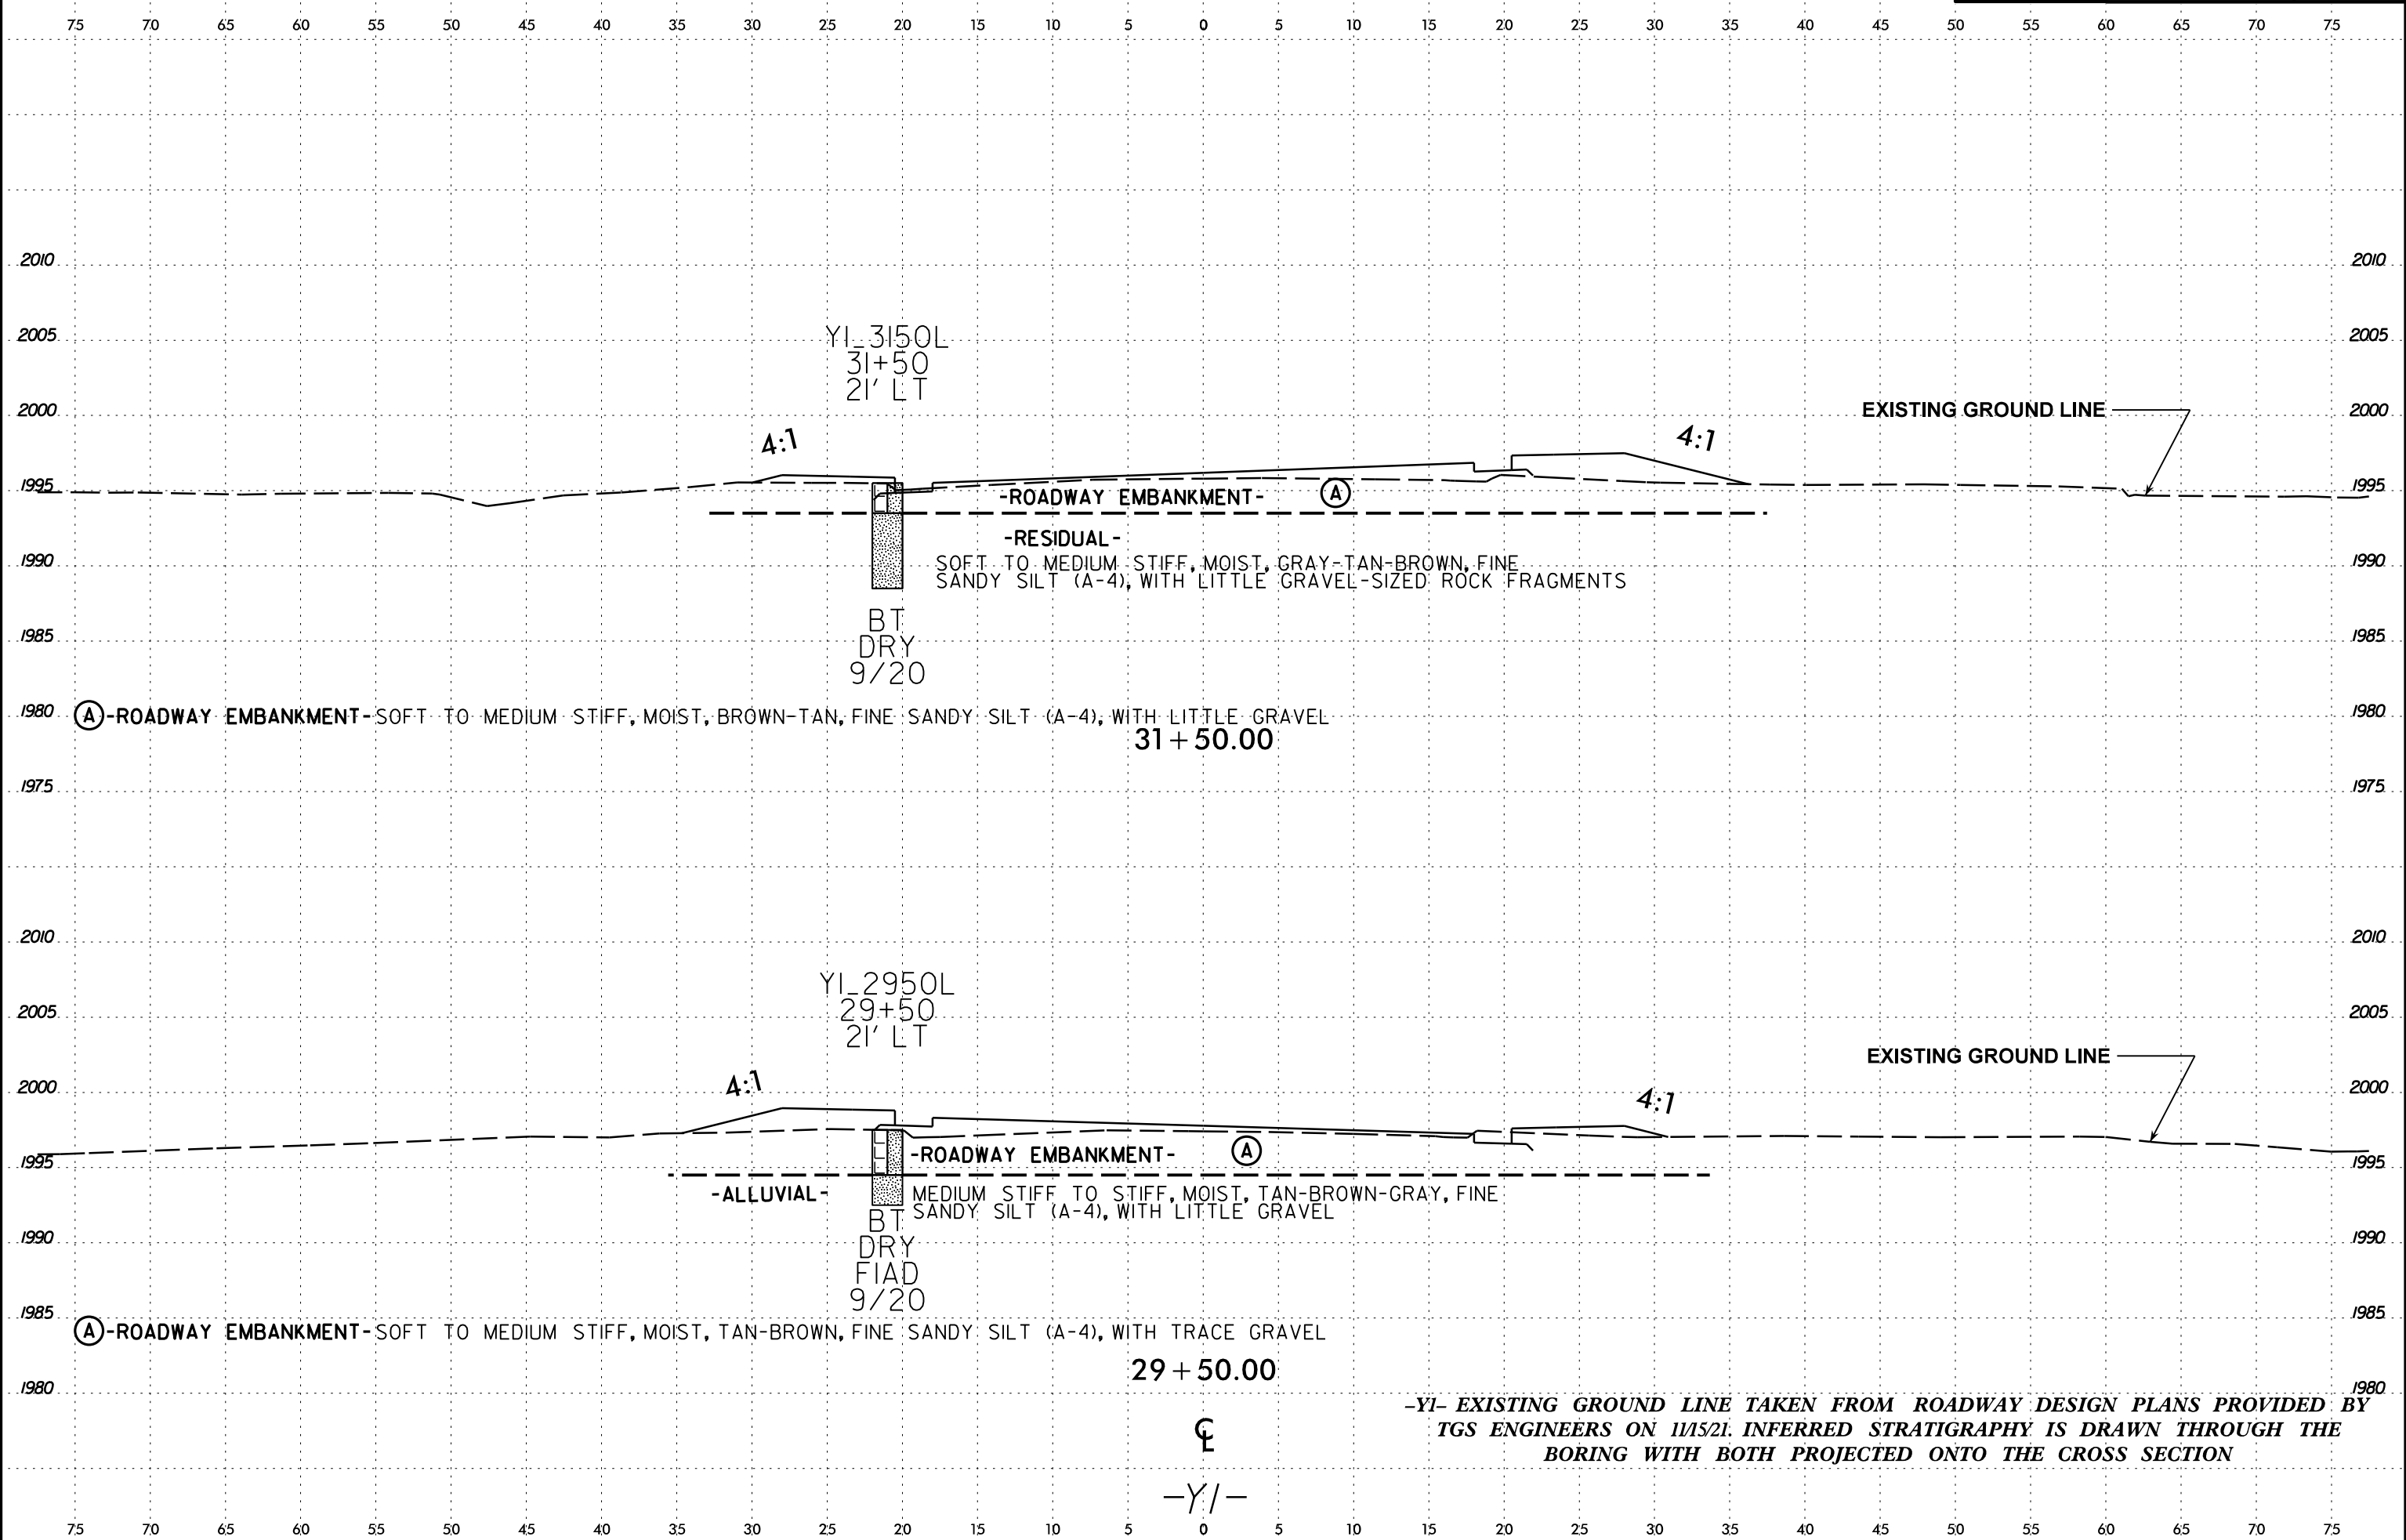 75 70 65 60 55 50 45 40 35 30 25 20 15 10 5 0 5 10 15 20 25 30 35 40 45 50 55 60 65 70 75
2010 2010
2005 2005
Y1_3150L
31+50
21' LT
2000 2000
EXISTING GROUND LINE
4:1 4:1
1995 1995
-ROADWAY EMBANKMENT- A
-RESIDUAL-
1990 1990
SOFT TO MEDIUM STIFF, MOIST, GRAY-TAN-BROWN, FINE
SANDY SILT (A-4), WITH LITTLE GRAVEL-SIZED ROCK FRAGMENTS
BT
DRY
9/20
1985 1985
1980 1980
A -ROADWAY EMBANKMENT- SOFT TO MEDIUM STIFF, MOIST, BROWN-TAN, FINE SANDY SILT (A-4), WITH LITTLE GRAVEL
31+50.00
1975 1975
2010 2010
Y1_2950L
29+50
21' LT
2005 2005
EXISTING GROUND LINE
2000 2000
4:1 4:1
-ROADWAY EMBANKMENT- A
1995 1995
-ALLUVIAL-
MEDIUM STIFF TO STIFF, MOIST, TAN-BROWN-GRAY, FINE
SANDY SILT (A-4), WITH LITTLE GRAVEL
BT
DRY
FIAD
9/20
1990 1990
1985 1985
A -ROADWAY EMBANKMENT- SOFT TO MEDIUM STIFF, MOIST, TAN-BROWN, FINE SANDY SILT (A-4), WITH TRACE GRAVEL
29+50.00
1980 1980
-Y1- EXISTING GROUND LINE TAKEN FROM ROADWAY DESIGN PLANS PROVIDED BY
TGS ENGINEERS ON 11/15/21. INFERRED STRATIGRAPHY IS DRAWN THROUGH THE
BORING WITH BOTH PROJECTED ONTO THE CROSS SECTION
℄
-Y1-
75 70 65 60 55 50 45 40 35 30 25 20 15 10 5 0 5 10 15 20 25 30 35 40 45 50 55 60 65 70 75